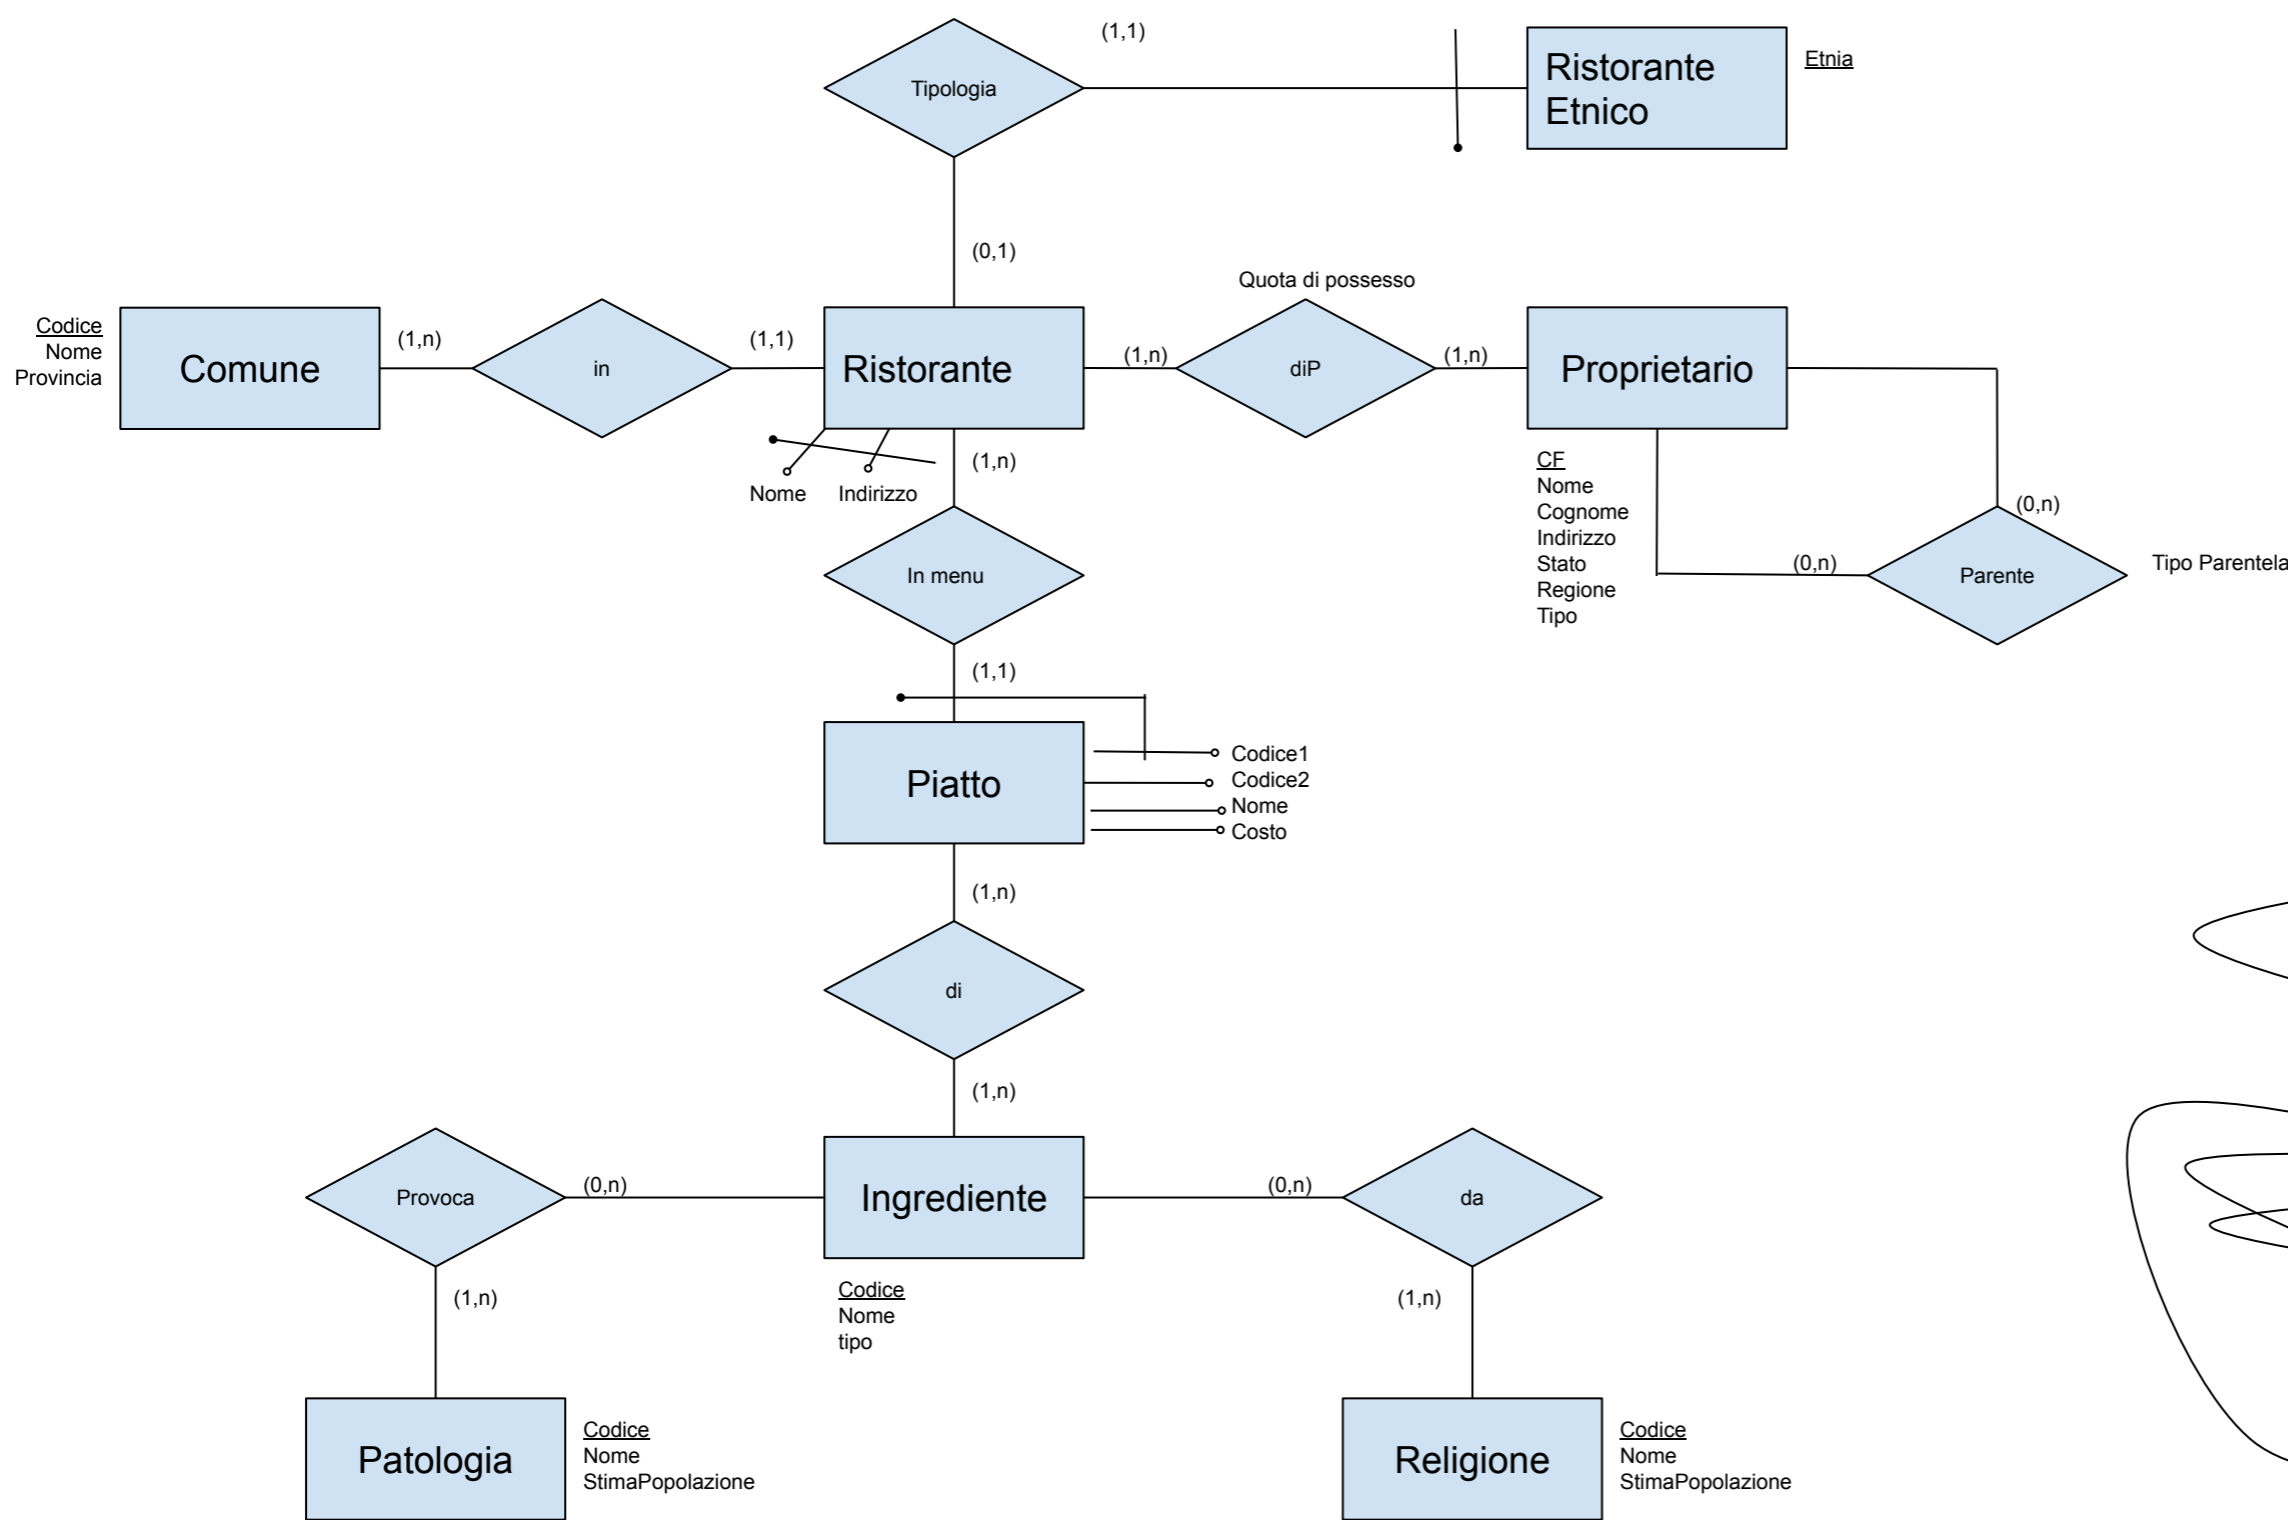 (1,1)
Tipologia
Ristorante
Etnico
Etnia
(0,1)
Quota di possesso
Codice
Nome
Provincia
Comune
(1,n)
in
(1,1)
Ristorante
(1,n)
diP
(1,n)
Proprietario
(1,n)
Nome
Indirizzo
CF
Nome
Cognome
Indirizzo
Stato
Regione
Tipo
(0,n)
(0,n)
Parente
Tipo Parentela
In menu
(1,1)
Piatto
Codice1
Codice2
Nome
Costo
(1,n)
di
(1,n)
Provoca
(0,n)
Ingrediente
(0,n)
da
Codice
Nome
tipo
(1,n)
(1,n)
Patologia
Codice
Nome
StimaPopolazione
Religione
Codice
Nome
StimaPopolazione